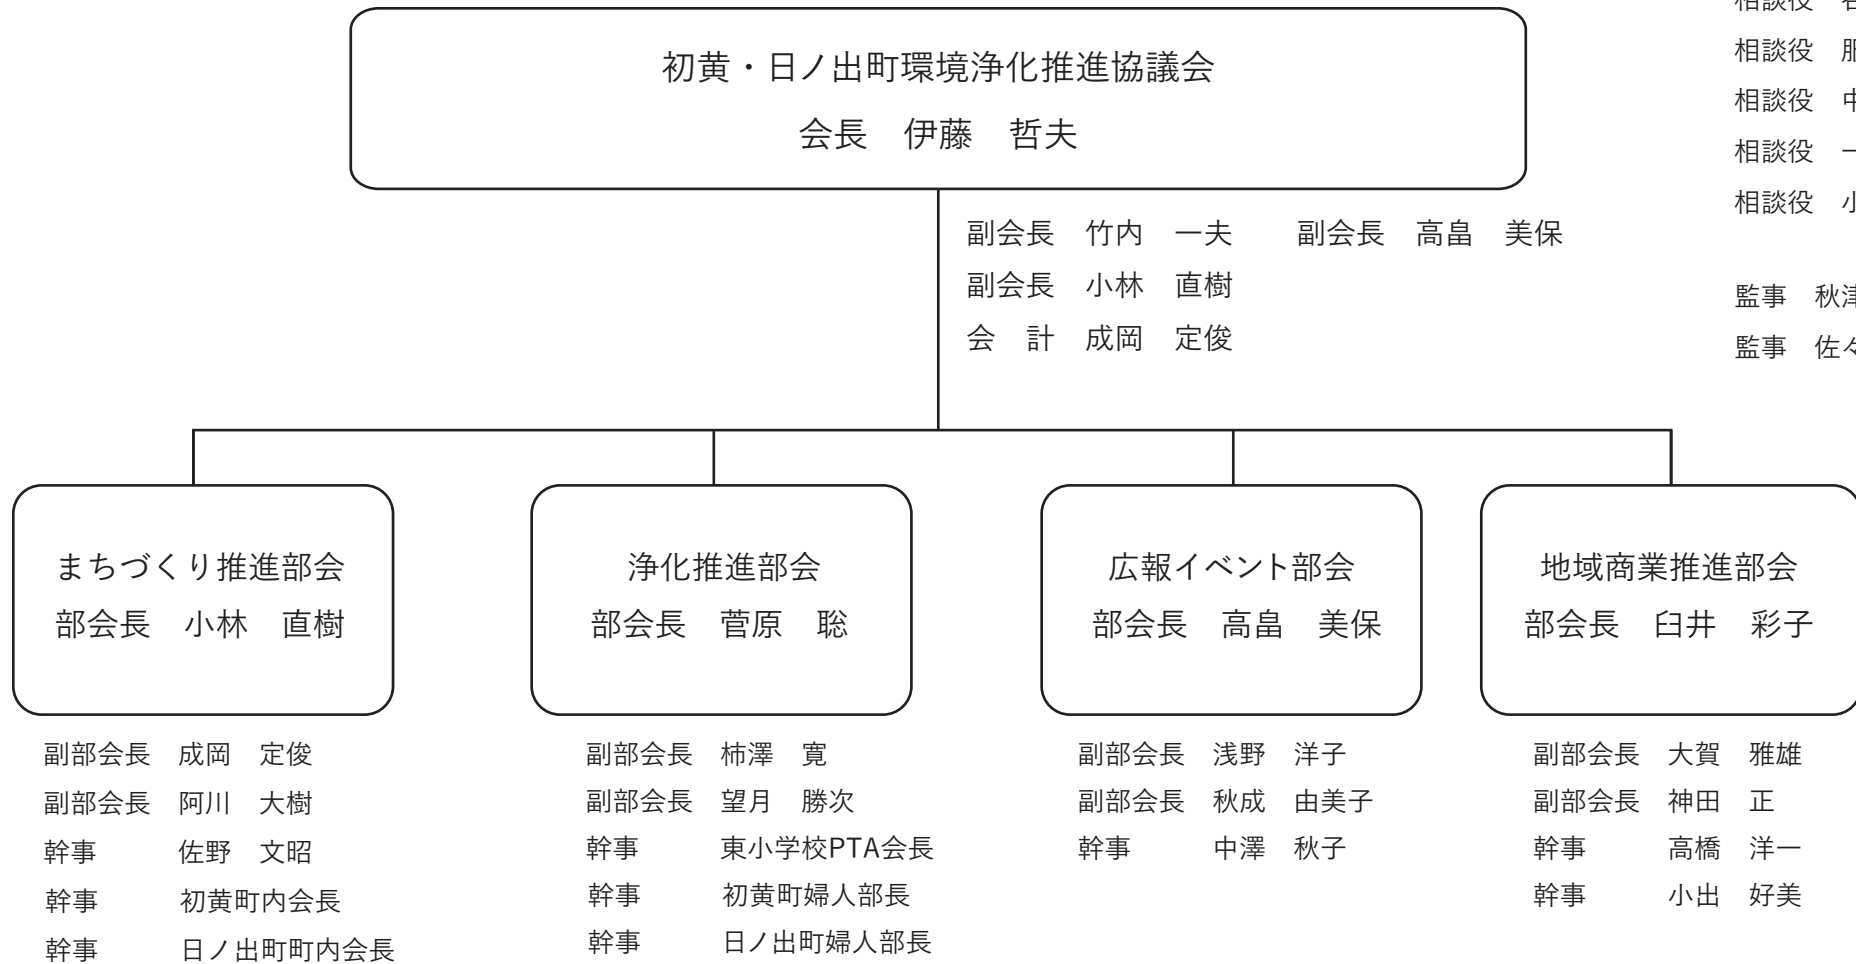 初黄・日ノ出町環境浄化推進協議会
会長　伊藤　哲夫
副会長　竹内　一夫　　副会長　高畠　美保
副会長　小林　直樹
会　計　成岡　定俊
相談役
相談役
相談役
相談役
相談役
監事
監事
まちづくり推進部会
部会長　小林　直樹
副部会長　成岡　定俊
副部会長　阿川　大樹
幹事　　　佐野　文昭
幹事　　　初黄町内会長
幹事　　　日ノ出町町内会長
浄化推進部会
部会長　菅原　聡
副部会長　柿澤　寛
副部会長　望月　勝次
幹事　　　東小学校PTA会長
幹事　　　初黄町婦人部長
幹事　　　日ノ出町婦人部長
広報イベント部会
部会長　高畠　美保
副部会長　浅野　洋子
副部会長　秋成　由美子
幹事　　　中澤　秋子
地域商業推進部会
部会長　臼井　彩子
副部会長　大賀　雅雄
副部会長　神田　正
幹事　　　高橋　洋一
幹事　　　小出　好美